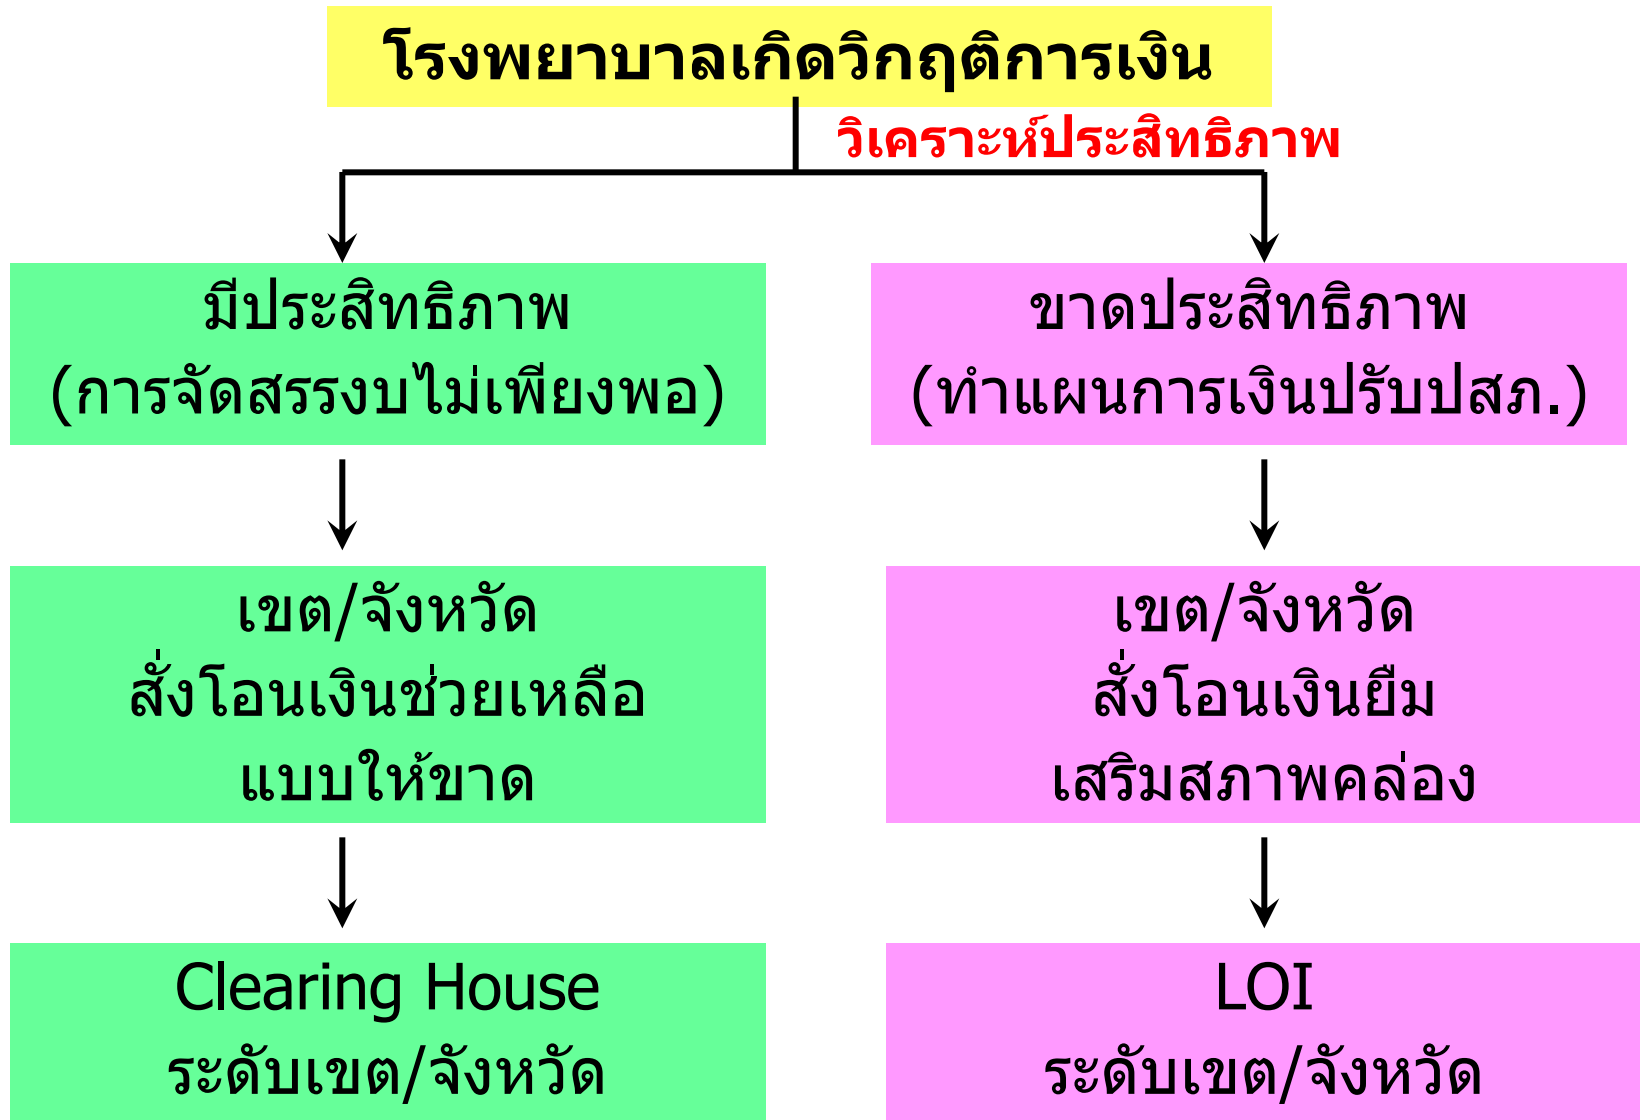 โรงพยาบาลเกิดวิกฤติการเงิน
วิเคราะห์ประสิทธิภาพ
มีประสิทธิภาพ
(การจัดสรรงบไม่เพียงพอ)
ขาดประสิทธิภาพ
(ทำแผนการเงินปรับปสภ.)
เขต/จังหวัด
สั่งโอนเงินช่วยเหลือ
แบบให้ขาด
เขต/จังหวัด
สั่งโอนเงินยืม
เสริมสภาพคล่อง
Clearing House
ระดับเขต/จังหวัด
LOI
ระดับเขต/จังหวัด